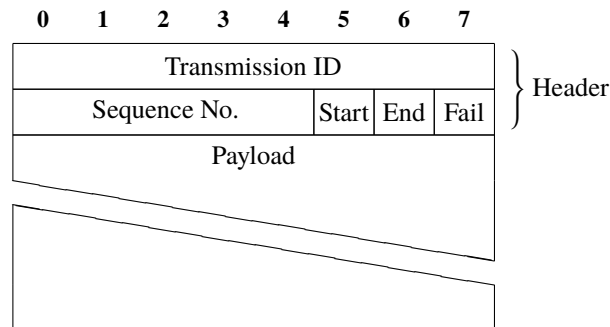 0 1 2 3 4 5 6 7
Transmission ID
Header
Sequence No. Start End Fail
Payload